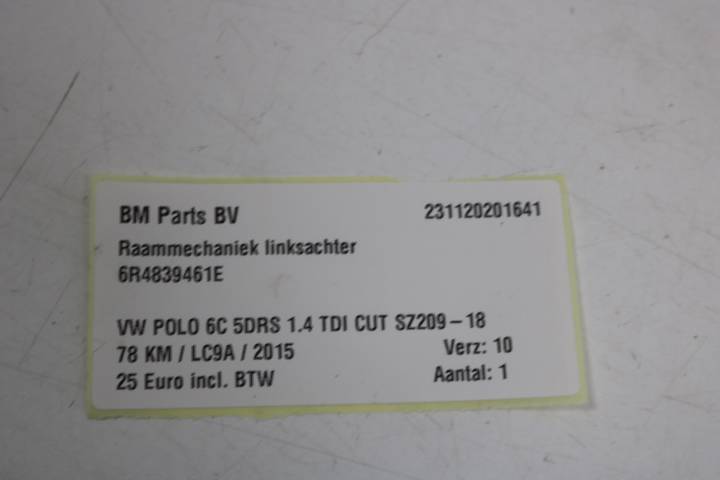 BM Parts BV 231120201641
Raammechaniek linksachter
6R4839461E
VW POLO 6C 5DRS 1.4 TDI CUT SZ209-18
78 KM / LC9A / 2015 Verz: 10
25 Euro incl. BTW Aantal: 1